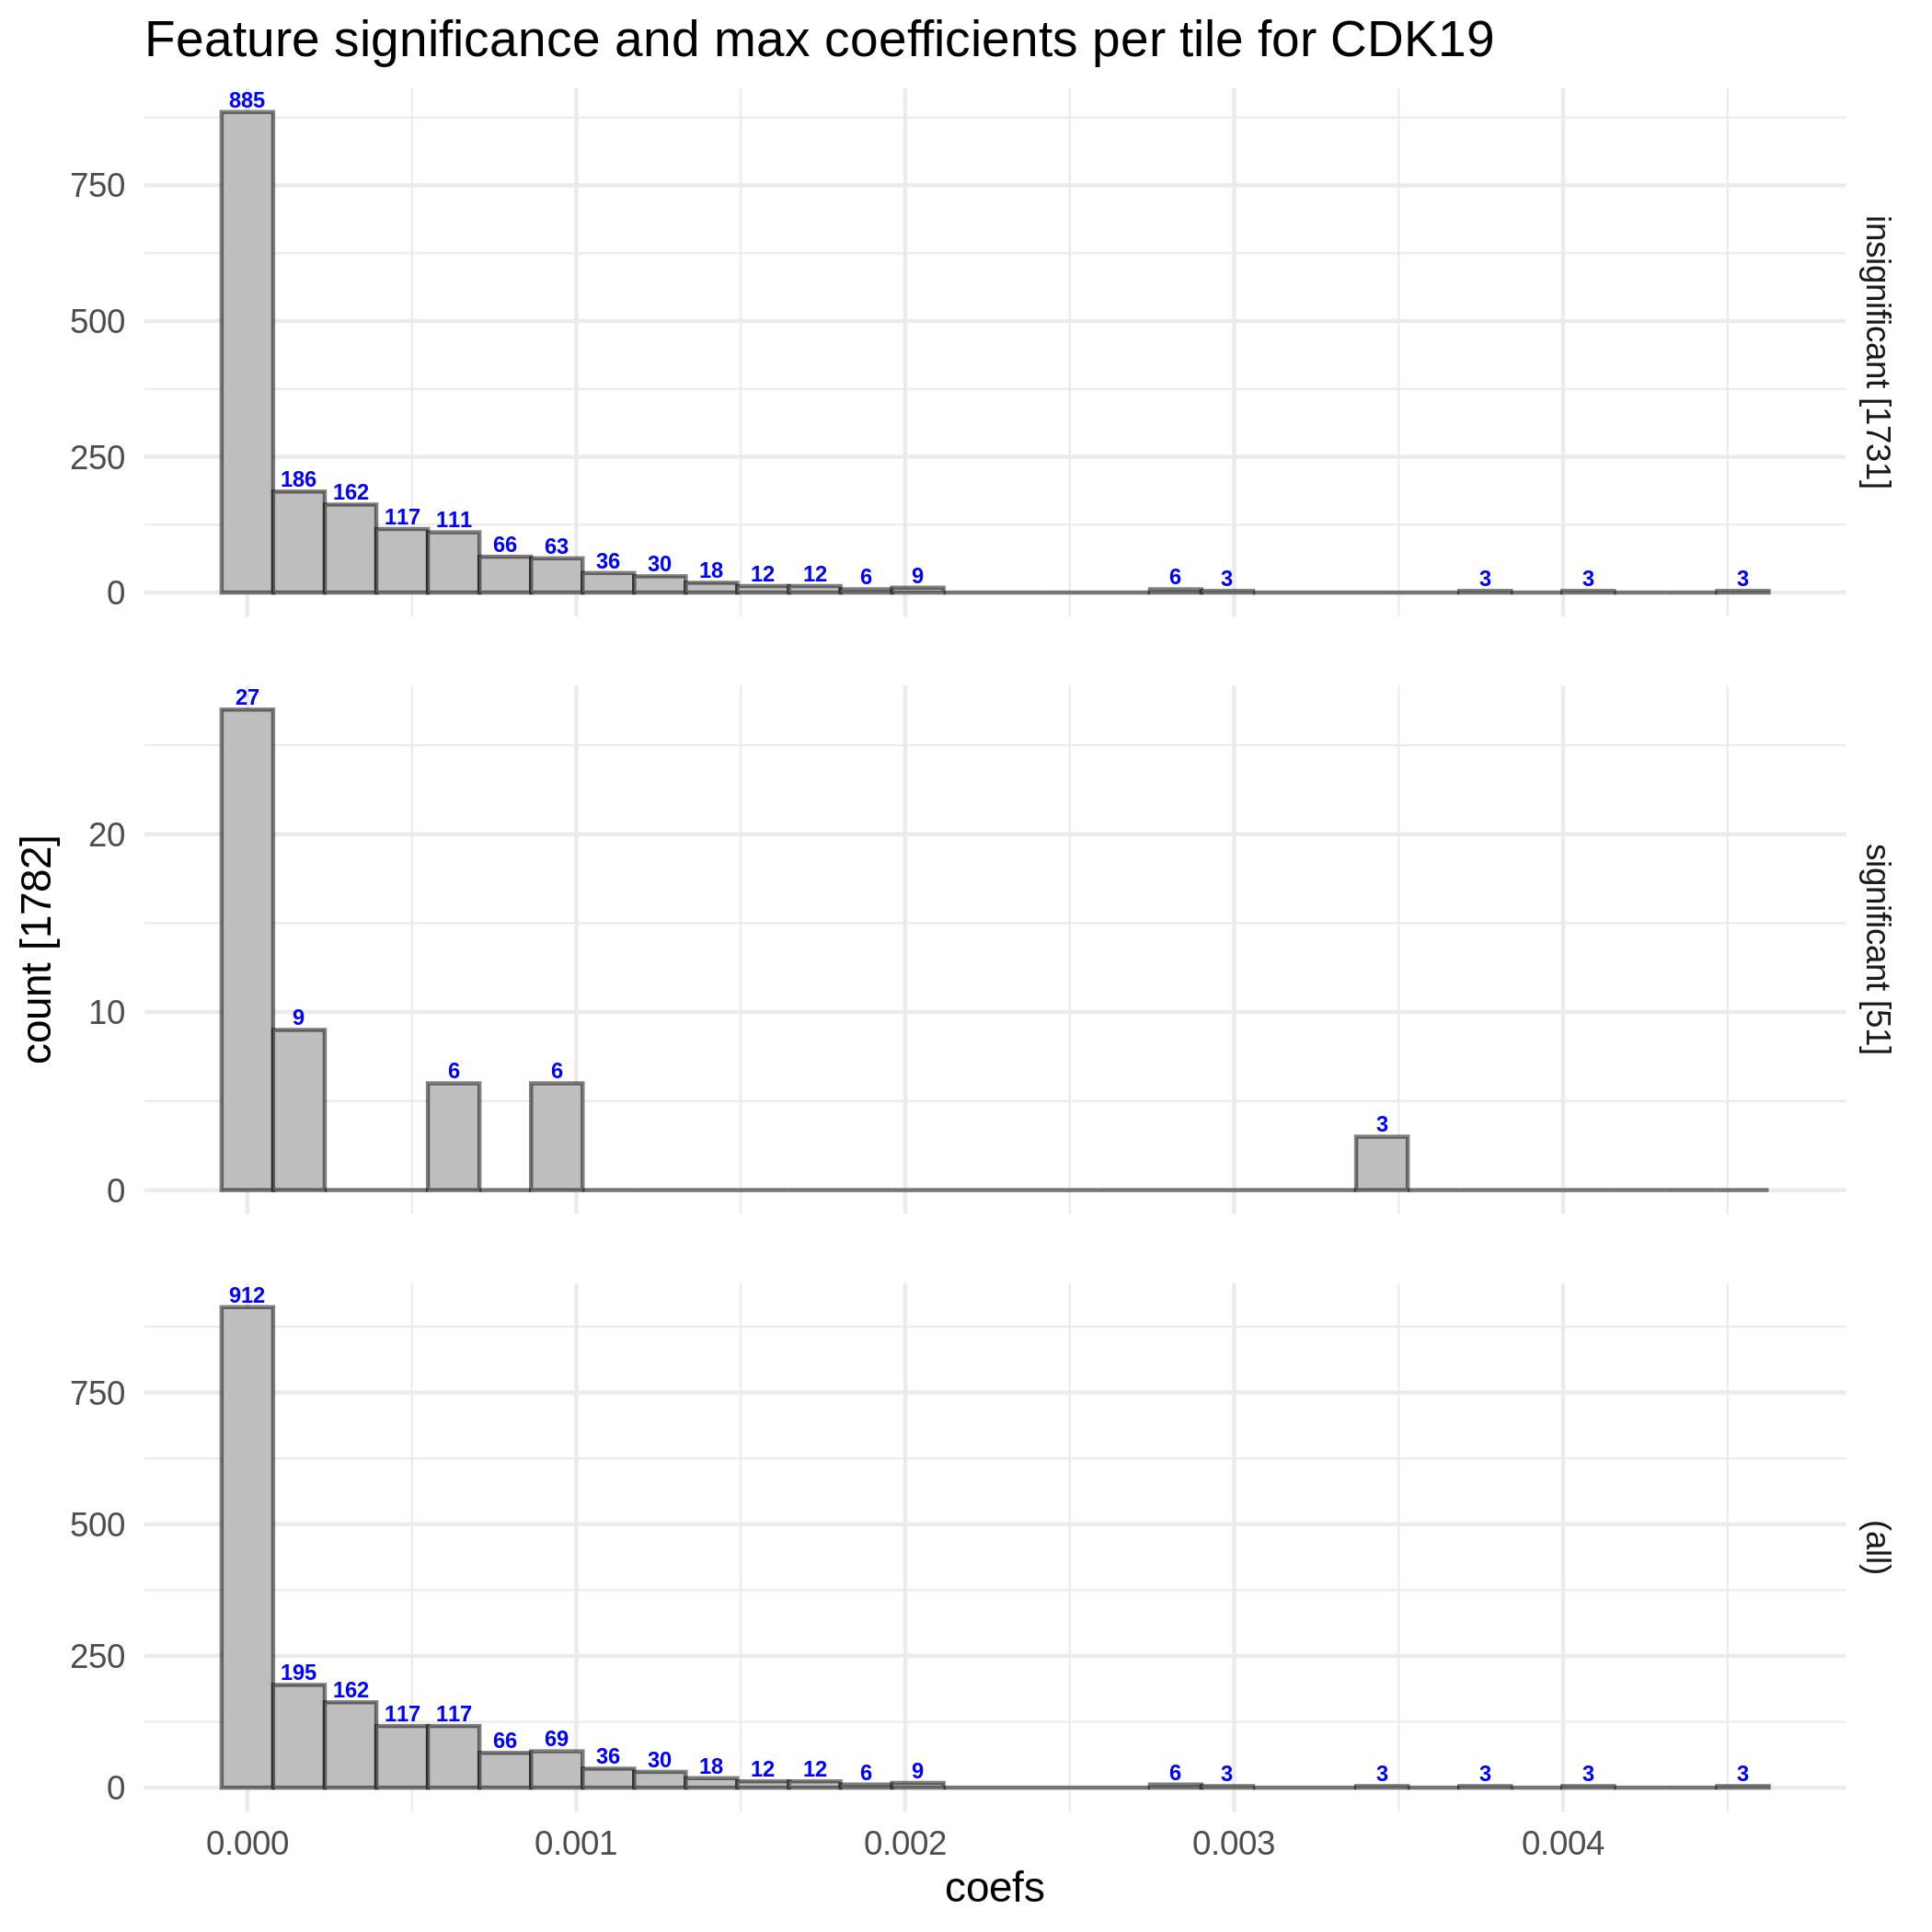 Feature significance and max coefficients per tile for CDK19
885
750
500
250
0
186 162 117 111 66 63 36 30 18 12 12 6 9 6 3 3 3 3
insignificant [1731]
27
20
10
0
9 6 6 3
significant [51]
count [1782]
912
750
500
250
0
195 162 117 117 66 69 36 30 18 12 12 6 9 6 3 3 3 3 3
(all)
0.000 0.001 0.002 0.003 0.004
coefs